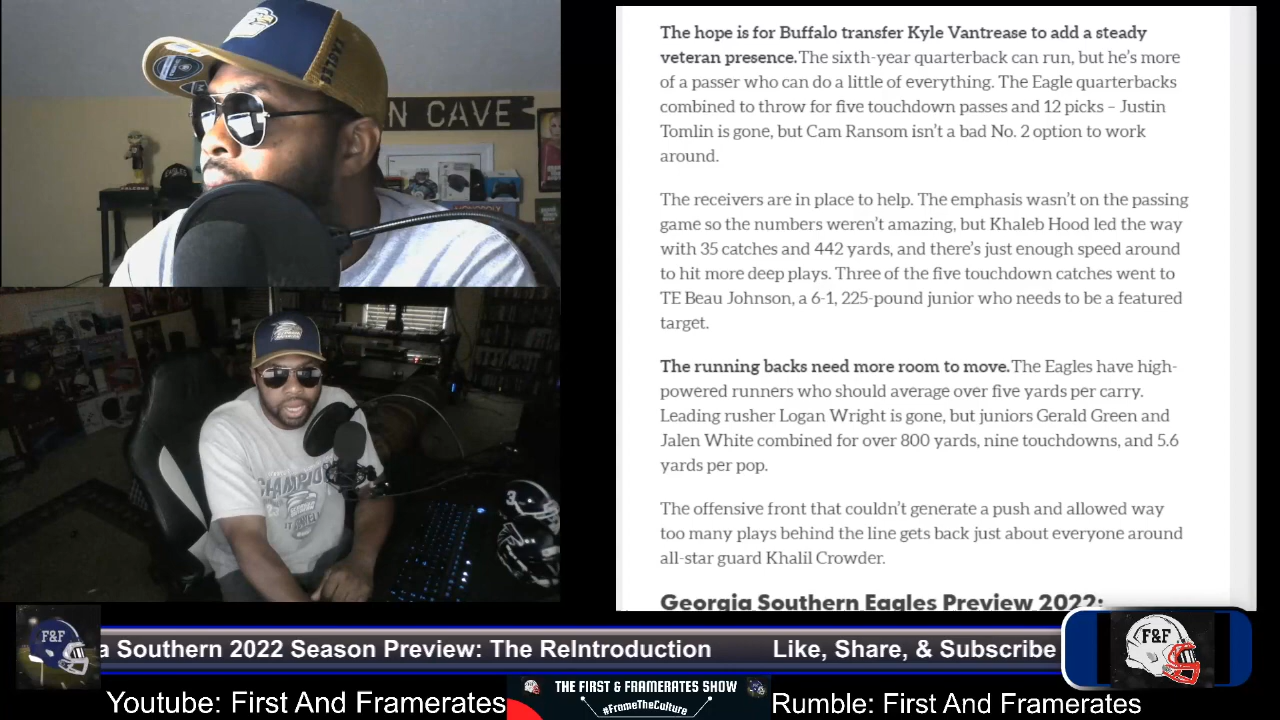 EAGLES
N CAVE
EAGLES
MONOPOLY
CHAMPIONS
3
The hope is for Buffalo transfer Kyle Vantrease to add a steady
veteran presence.The sixth-year quarterback can run, but he's more
of a passer who can do a little of everything. The Eagle quarterbacks
combined to throw for five touchdown passes and 12 picks – Justin
Tomlin is gone, but Cam Ransom isn't a bad No. 2 option to work
around.
The receivers are in place to help. The emphasis wasn't on the passing
game so the numbers weren't amazing, but Khaleb Hood led the way
with 35 catches and 442 yards, and there's just enough speed around
to hit more deep plays. Three of the five touchdown catches went to
TE Beau Johnson, a 6-1, 225-pound junior who needs to be a featured
target.
The running backs need more room to move.The Eagles have high-
powered runners who should average over five yards per carry.
Leading rusher Logan Wright is gone, but juniors Gerald Green and
Jalen White combined for over 800 yards, nine touchdowns, and 5.6
yards per pop.
The offensive front that couldn't generate a push and allowed way
too many plays behind the line gets back just about everyone around
all-star guard Khalil Crowder.
Georgia Southern Eagles Preview 2022:
F&F
a Southern 2022 Season Preview: The ReIntroduction
Like, Share, & Subscribe
F&F
Youtube: First And Framerates
THE FIRST & FRAMERATES SHOW
#FrameTheCulture
Rumble: First And Framerates